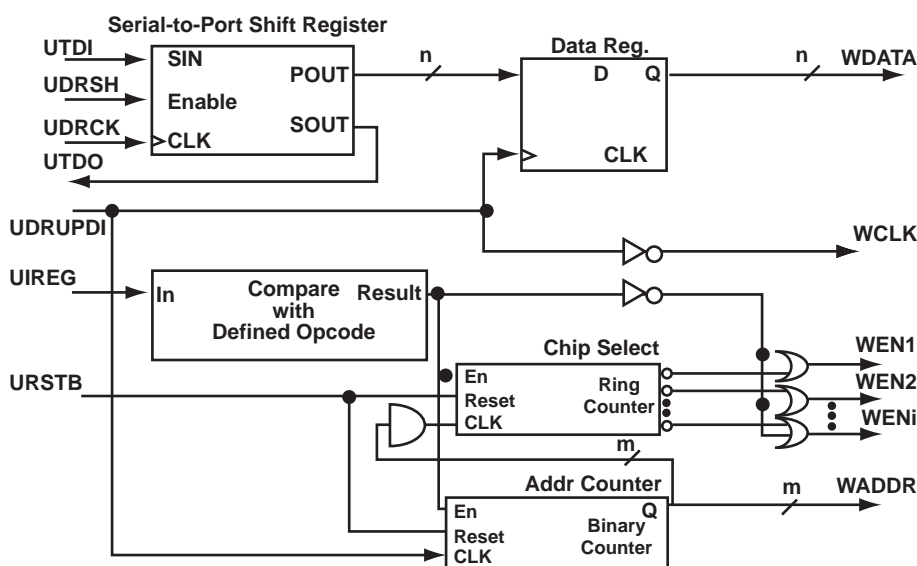 Serial-to-Port Shift Register
UTDI
SIN
UDRSH
Enable
UDRCK
CLK
UTDO
POUT
SOUT
n
Data Reg.
D Q
CLK
n
WDATA
UDRUPDI
WCLK
UIREG
In
Compare
with
Defined Opcode
Result
Chip Select
En
Reset
CLK
Ring
Counter
WEN1
WEN2
WENi
URSTB
m
Addr Counter
En
Reset
CLK
Q
Binary
Counter
m
WADDR